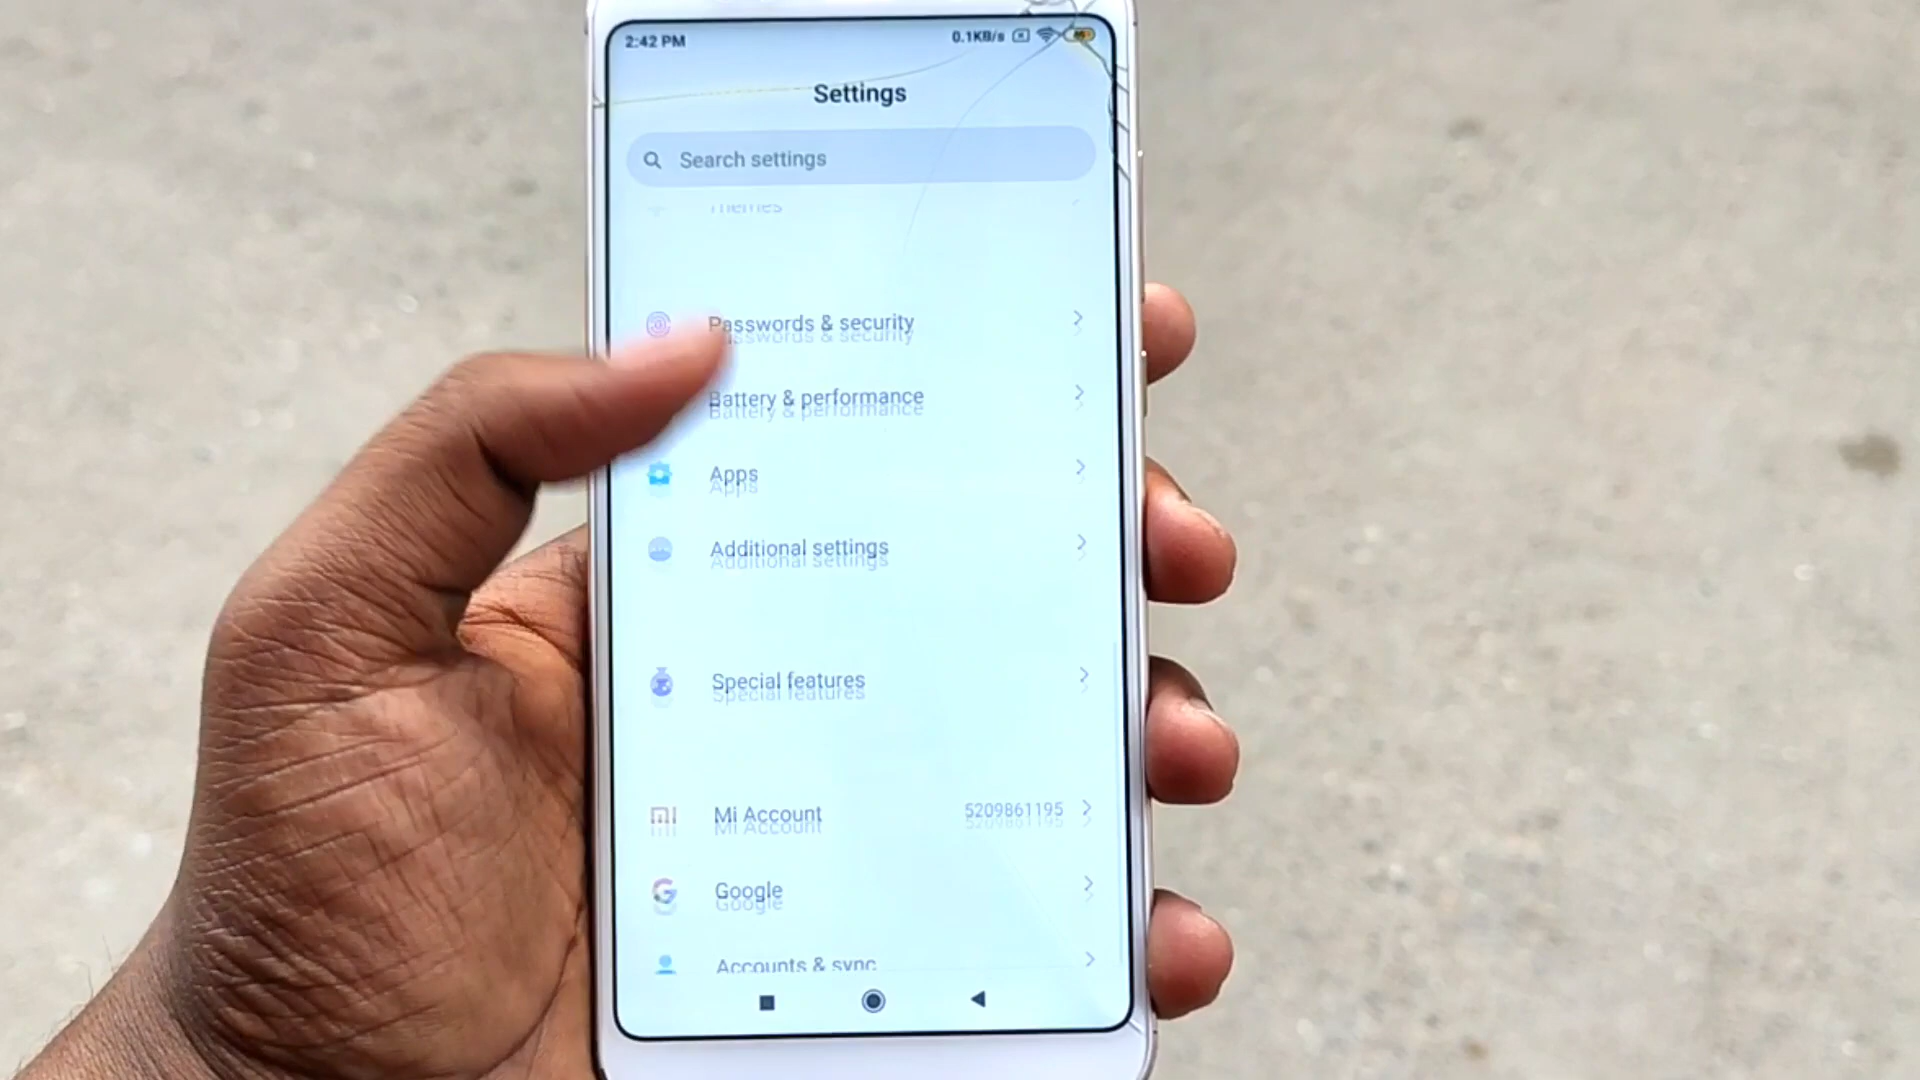 2:42 PM 0.1KB/s
Settings
Search settings
Themes
Passwords & security
Battery & performance
Apps
Additional settings
Special features
Mi Account 5209861195
Google
Accounts & sync